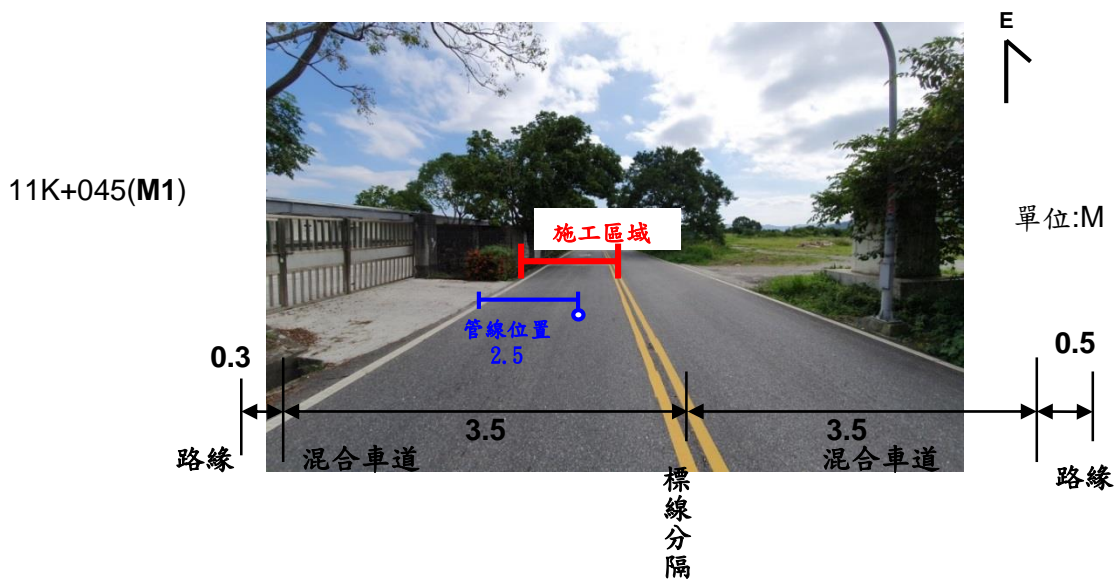 E
11K+045(M1)
單位:M
施工區域
管線位置
2.5
0.3
0.5
3.5
3.5
路緣
混合車道
混合車道
路緣
標線分隔